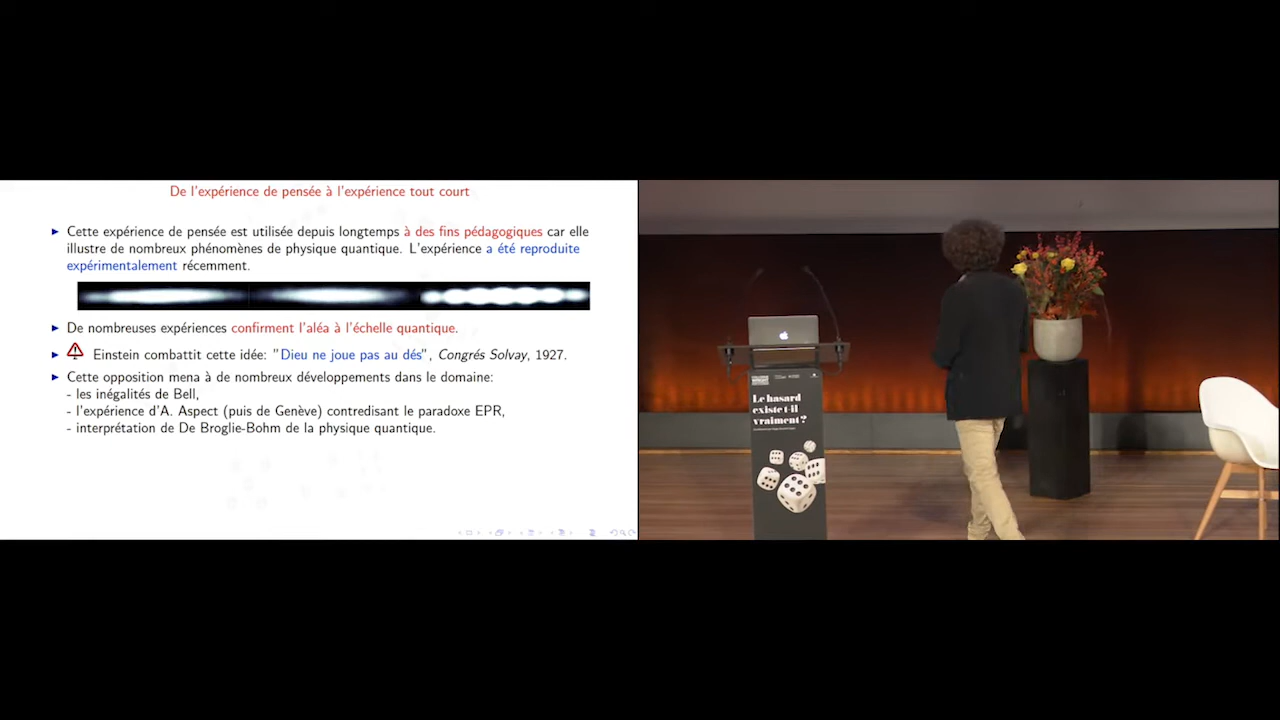 De l'expérience de pensée à l'expérience tout court
▶ Cette expérience de pensée est utilisée depuis longtemps à des fins pédagogiques car elle
illustre de nombreux phénomènes de physique quantique. L'expérience a été reproduite
expérimentalement récemment.
▶ De nombreuses expériences confirment l'aléa à l'échelle quantique.
▶ Einstein combattit cette idée: "Dieu ne joue pas au dés", Congrés Solvay, 1927.
▶ Cette opposition mena à de nombreux développements dans le domaine:
- les inégalités de Bell,
- l'expérience d'A. Aspect (puis de Genève) contredisant le paradoxe EPR,
- interprétation de De Broglie-Bohm de la physique quantique.
Le hasard
existe t-il
vraiment ?